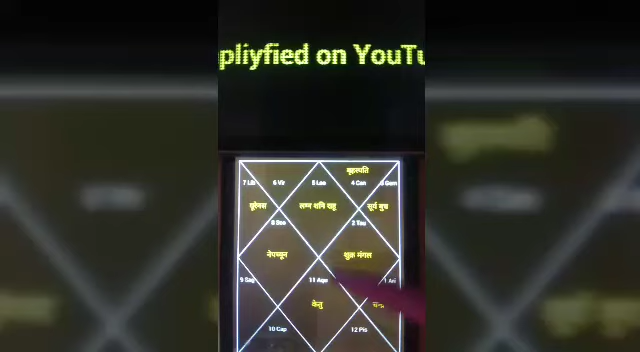 pliyfied on YouTu
बृहस्पति
7 Lib 6 Vir 5 Leo 4 Can 3 Gem
यूरेनस लग्न शनि राहू सूर्य बुध
8 Sco 2 Tau
नेपच्यून शुक्र मंगल
9 Sag 11 Aqu 1 Ari
केतु
10 Cap 12 Pis